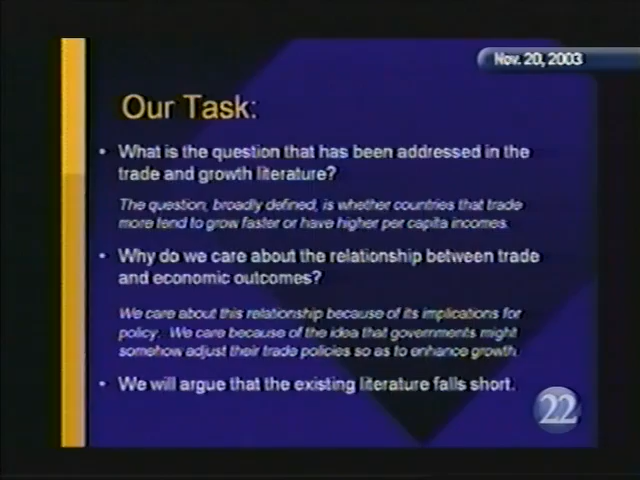 Nov. 20, 2003
Our Task:
• What is the question that has been addressed in the
trade and growth literature?
The question, broadly defined, is whether countries that trade
more tend to grow faster or have higher per capita incomes.
• Why do we care about the relationship between trade
and economic outcomes?
We care about this relationship because of its implications for
policy. We care because of the idea that governments might
somehow adjust their trade policies so as to enhance growth.
• We will argue that the existing literature falls short.
22